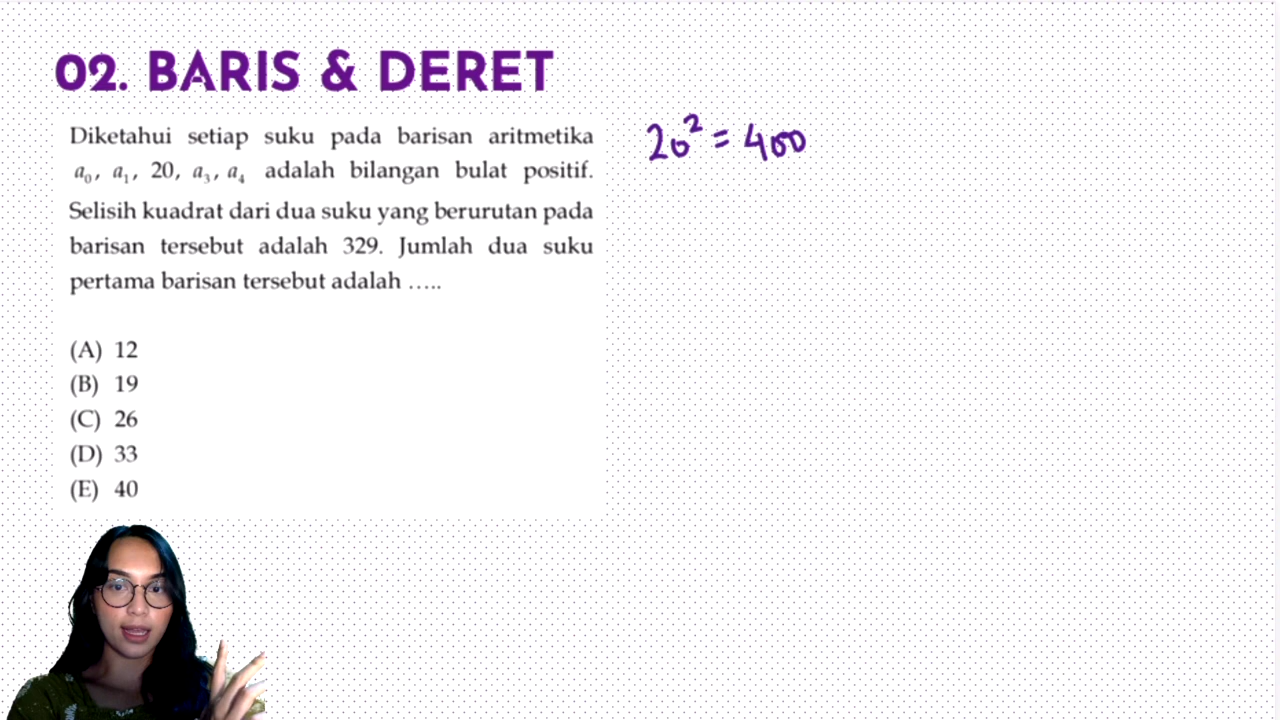 02. BARIS & DERET
Diketahui setiap suku pada barisan aritmetika
a₀, a₁, 20, a₃, a₄ adalah bilangan bulat positif.
Selisih kuadrat dari dua suku yang berurutan pada
barisan tersebut adalah 329. Jumlah dua suku
pertama barisan tersebut adalah .....
(A) 12
(B) 19
(C) 26
(D) 33
(E) 40
20² = 400